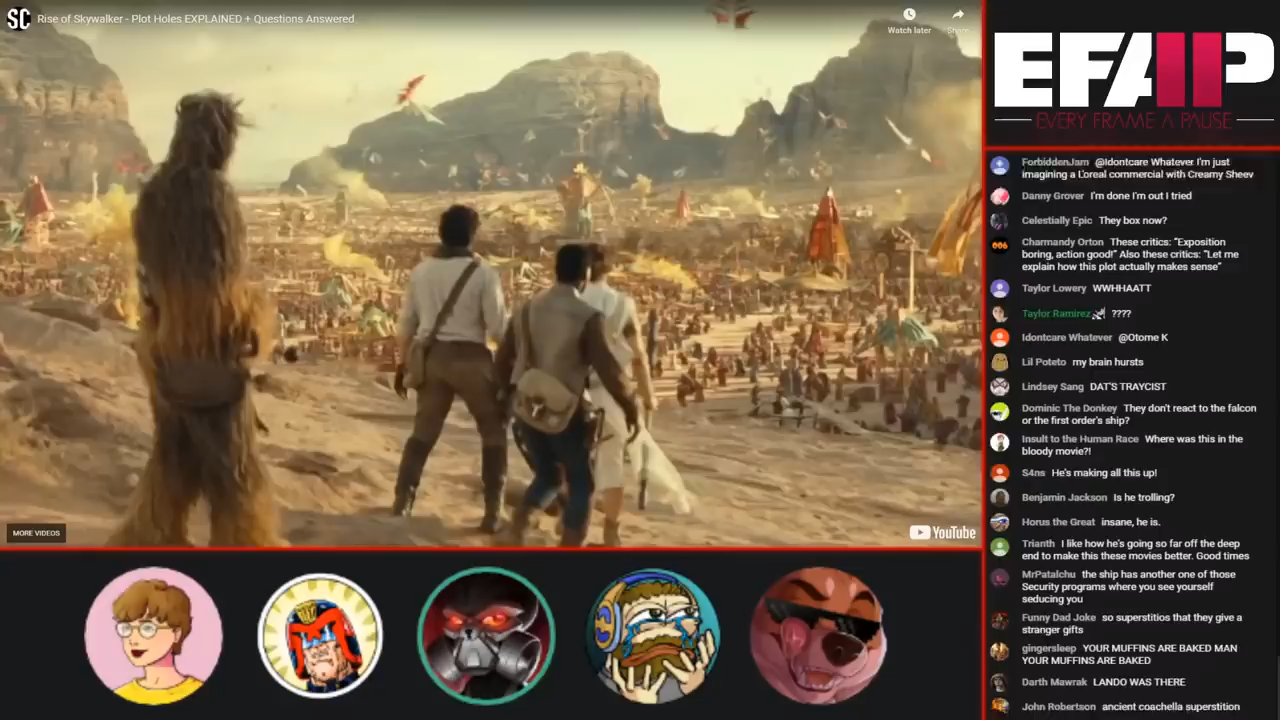 SC Rise of Skywalker - Plot Holes EXPLAINED + Questions Answered
Watch later
Share
MORE VIDEOS
YouTube
EFAP
EVERY FRAME A PAUSE
ForbiddenJam @Idontcare Whatever I'm just
imagining a L'oreal commercial with Creamy Sheev
Danny Grover I'm done I'm out I tried
Celestially Epic They box now?
Charmandy Orton These critics: "Exposition
boring, action good!" Also these critics: "Let me
explain how this plot actually makes sense"
Taylor Lowery WWHHAATT
Taylor Ramirez ????
Idontcare Whatever @Otome K
Lil Poteto my brain hursts
Lindsey Sang DAT'S TRAYCIST
Dominic The Donkey They don't react to the falcon
or the first order's ship?
Insult to the Human Race Where was this in the
bloody movie?!
S4ns He's making all this up!
Benjamin Jackson Is he trolling?
Horus the Great insane, he is.
Trianth I like how he's going so far off the deep
end to make this these movies better. Good times
MrPatalchu the ship has another one of those
Security programs where you see yourself
seducing you
Funny Dad Joke so superstitios that they give a
stranger gifts
gingersleep YOUR MUFFINS ARE BAKED MAN
YOUR MUFFINS ARE BAKED
Darth Mawrak LANDO WAS THERE
John Robertson ancient coachella superstition